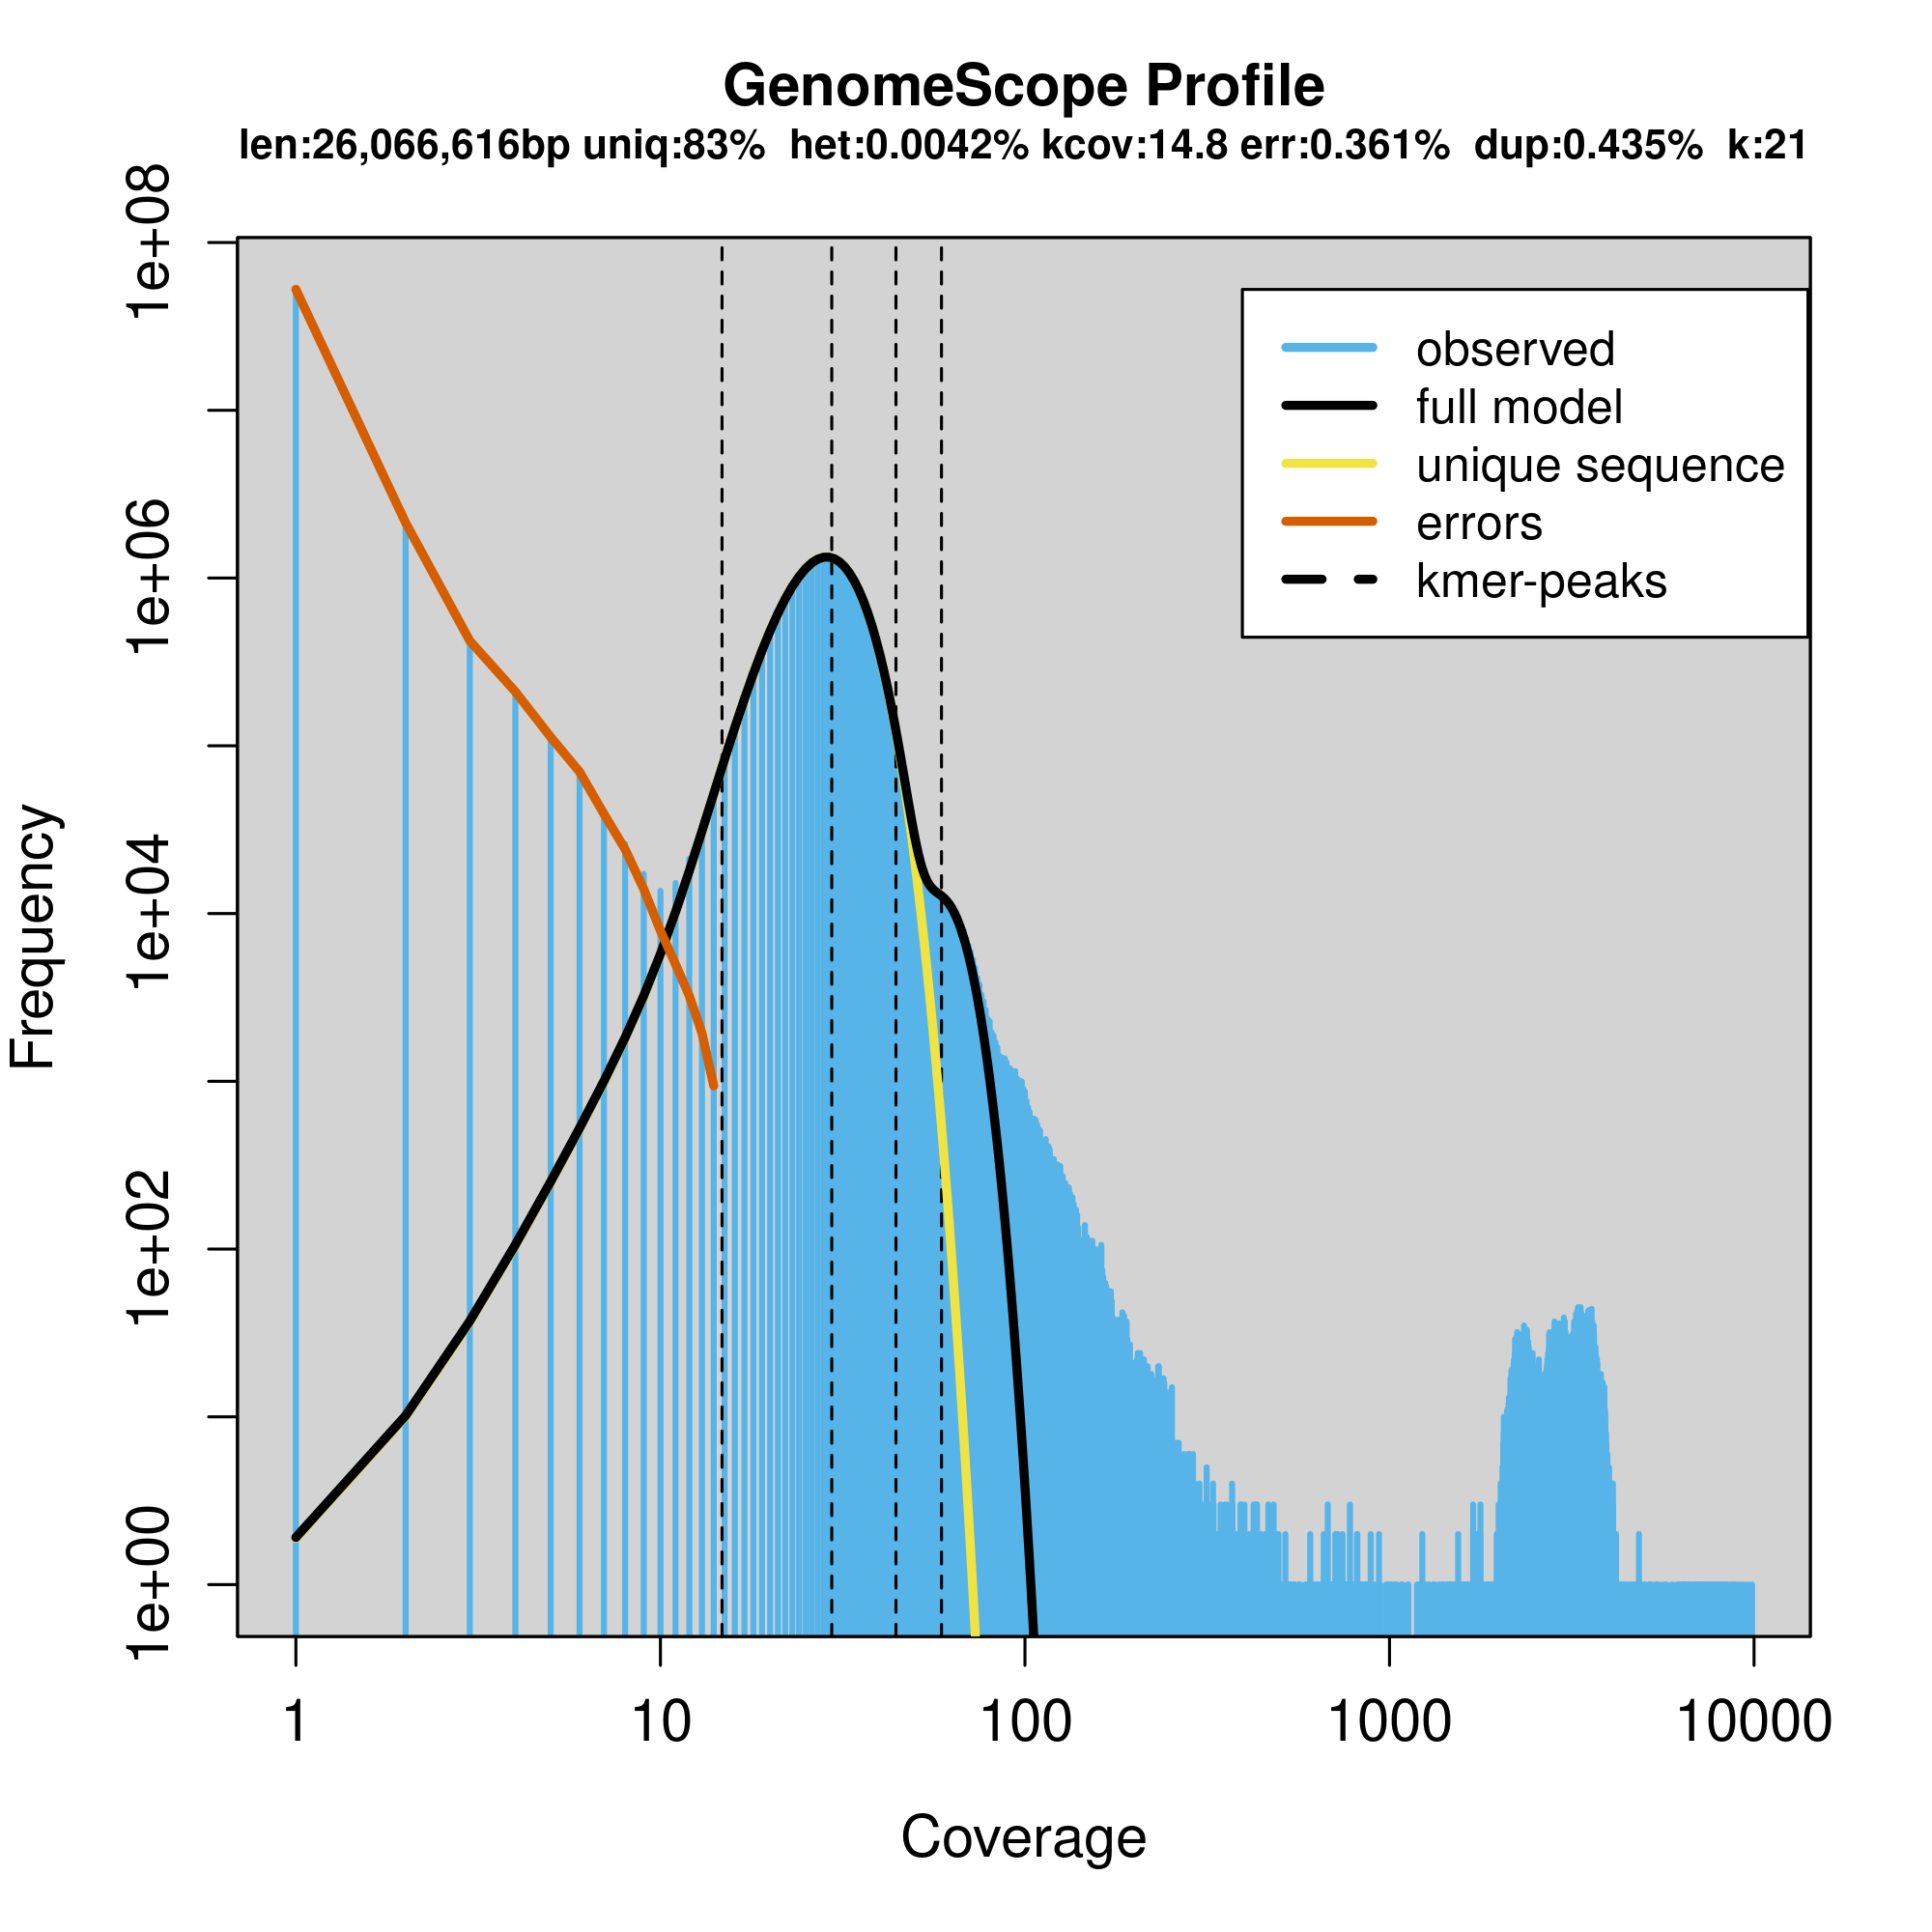 GenomeScope Profile
len:26,066,616bp uniq:83%  het:0.0042% kcov:14.8 err:0.361%  dup:0.435%  k:21
1e+08
1e+06
1e+04
1e+02
1e+00
Frequency
observed
full model
unique sequence
errors
kmer-peaks
1 10 100 1000 10000
Coverage